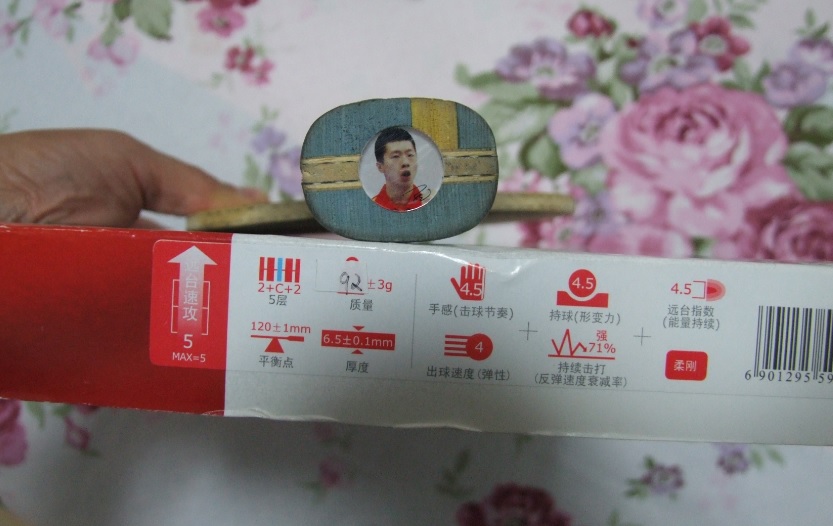 台速攻
5
MAX=5
2+C+2
5层
92 ±3g
质量
120±1mm
平衡点
6.5±0.1mm
厚度
4.5
手感(击球节奏)
4
出球速度(弹性)
4.5
持球(形变力)
强
71%
持续击打
(反弹速度衰减率)
4.5
远台指数
(能量持续)
柔刚
6 901295 59